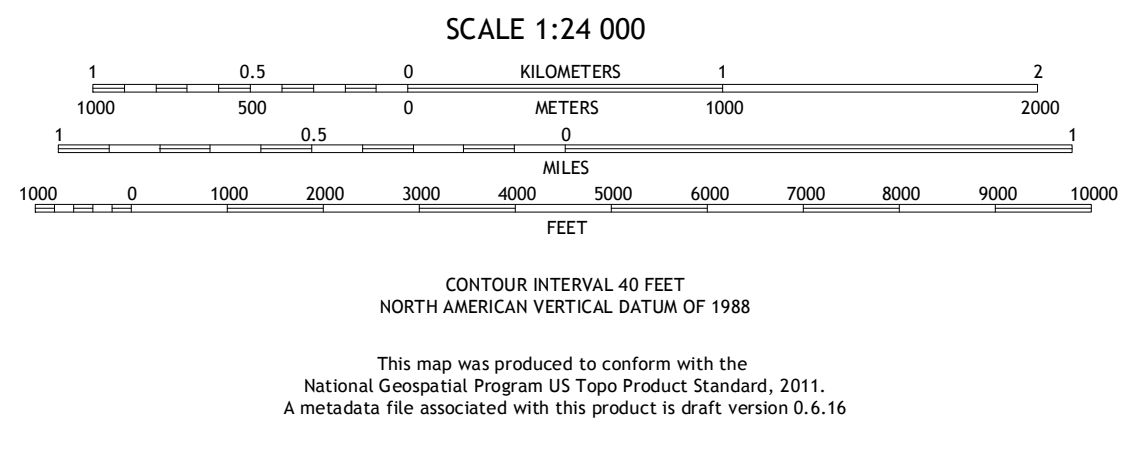 SCALE 1:24 000
1 0.5 0 KILOMETERS 1 2
1000 500 0 METERS 1000 2000
1 0.5 0 1
MILES
1000 0 1000 2000 3000 4000 5000 6000 7000 8000 9000 10000
FEET
CONTOUR INTERVAL 40 FEET
NORTH AMERICAN VERTICAL DATUM OF 1988
This map was produced to conform with the
National Geospatial Program US Topo Product Standard, 2011.
A metadata file associated with this product is draft version 0.6.16